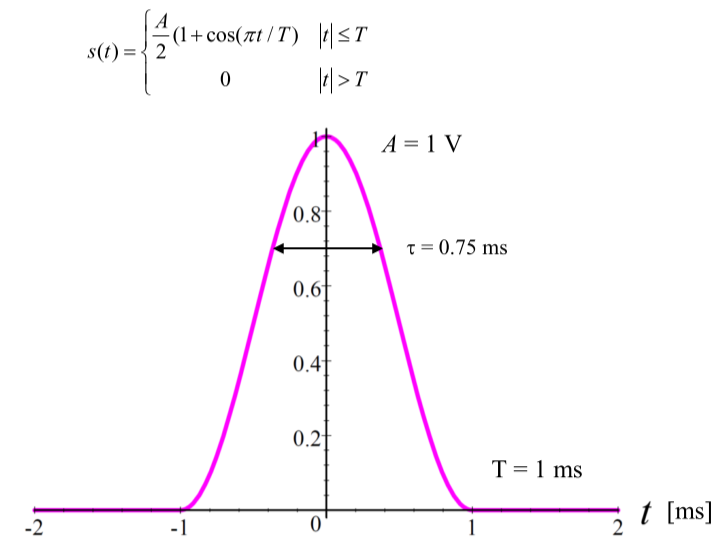 s(t) = { A/2 (1+cos(πt / T)   |t| ≤ T
0   |t| > T
A = 1 V
1
0.8
τ = 0.75 ms
0.6
0.4
0.2
T = 1 ms
-2 -1 0 1 2 t [ms]